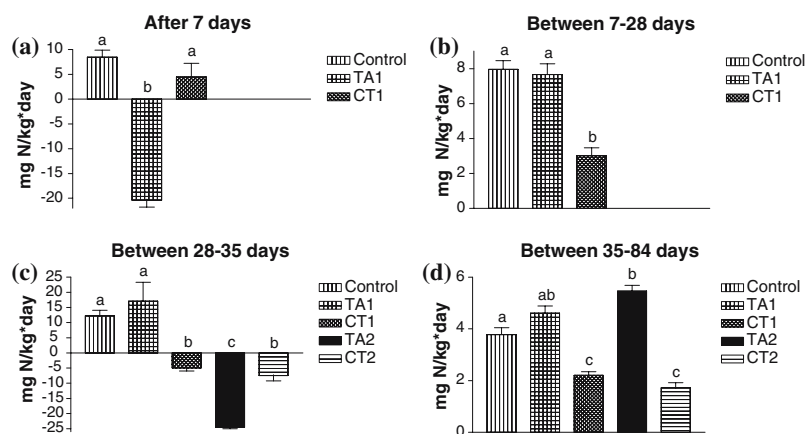 After 7 days
(a)
mg N/kg*day
10
5
0
-5
-10
-15
-20
a
b
a
Control
TA1
CT1
Between 7-28 days
(b)
mg N/kg*day
8
6
4
2
0
a
a
b
Control
TA1
CT1
Between 28-35 days
(c)
mg N/kg*day
25
20
15
10
5
0
-5
-10
-15
-20
-25
a
a
b
c
b
Control
TA1
CT1
TA2
CT2
Between 35-84 days
(d)
mg N/kg*day
6
4
2
0
a
ab
c
b
c
Control
TA1
CT1
TA2
CT2